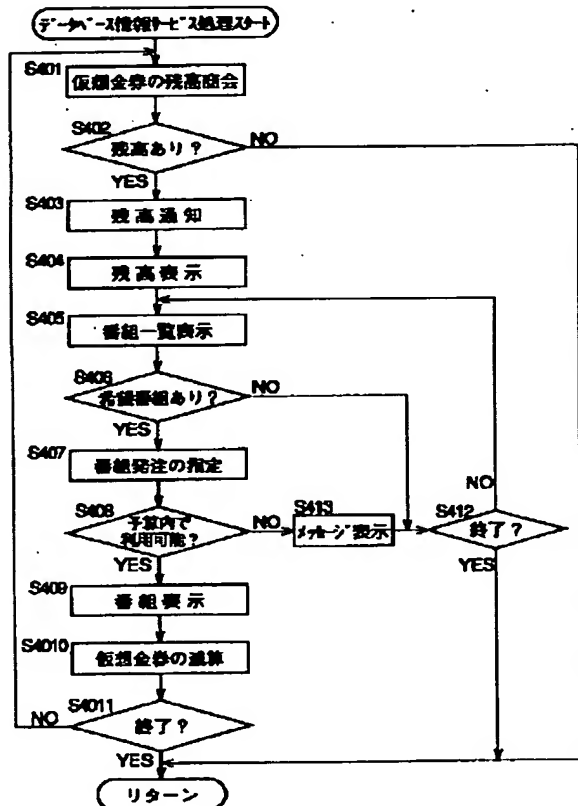 データベース情報サービス処理スタート
S401
仮想金券の残高商会
S402
残高あり?
NO
YES
S403
残高通知
S404
残高表示
S405
番組一覧表示
S406
希望番組あり?
NO
YES
S407
番組発注の指定
NO
S408
予算内で
利用可能?
NO
S413
メッセージ表示
S412
終了?
YES
YES
S409
番組表示
S4010
仮想金券の減算
S4011
終了?
NO
YES
リターン